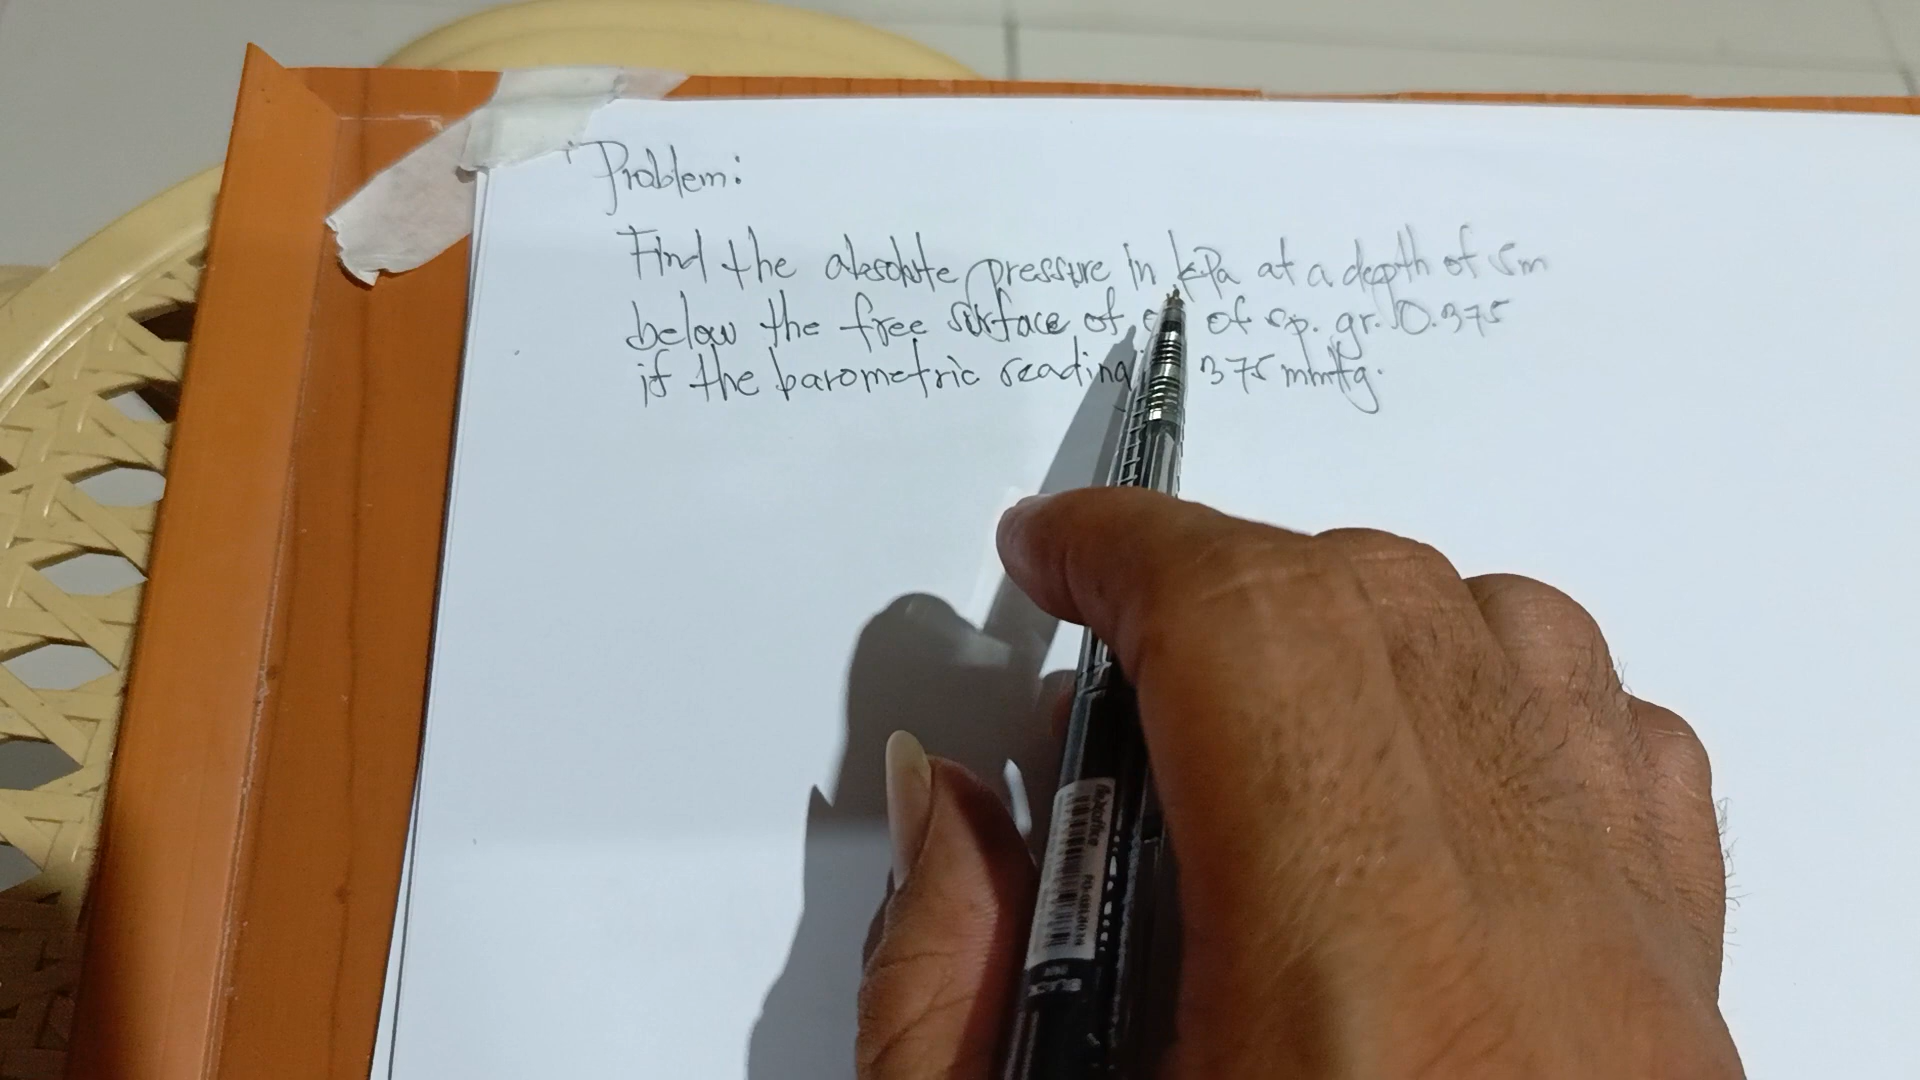 Problem:
Find the absolute pressure in kPa at a depth of 5m
below the free surface of of sp. gr. 0.375
if the barometric reading 375 mmHg.